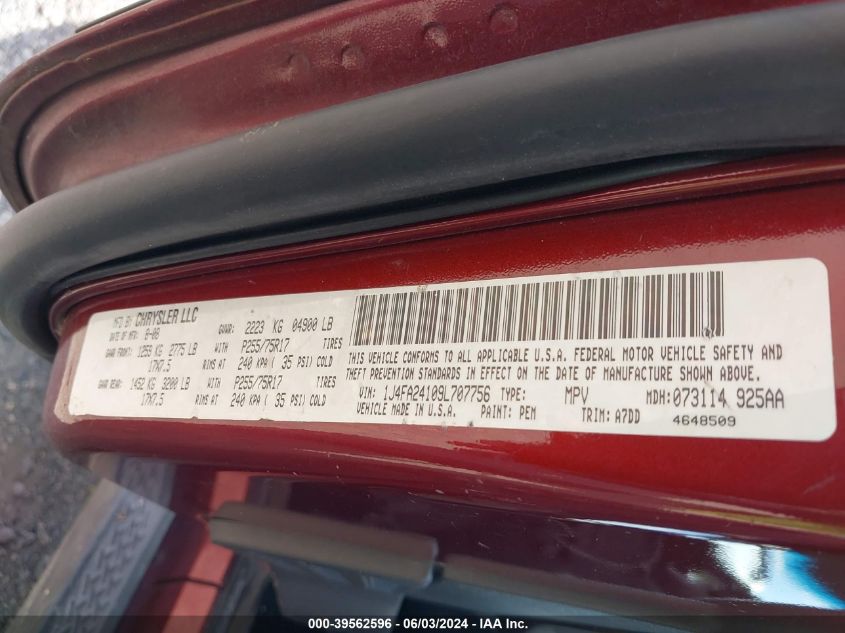 MFD BY CHRYSLER LLC
DATE OF MFR 8-08 GVWR: 2223 KG 04900 LB
GAWR FRONT: 1259 KG 2775 LB WITH P255/75R17 TIRES
17X7.5 RIMS AT 240 KPA ( 35 PSI) COLD
GAWR REAR: 1452 KG 3200 LB WITH P255/75R17 TIRES
17X7.5 RIMS AT 240 KPA ( 35 PSI) COLD
THIS VEHICLE CONFORMS TO ALL APPLICABLE U.S.A. FEDERAL MOTOR VEHICLE SAFETY AND
THEFT PREVENTION STANDARDS IN EFFECT ON THE DATE OF MANUFACTURE SHOWN ABOVE.
VIN: 1J4FA24109L707756 TYPE: MPV MDH: 073114 925AA
VEHICLE MADE IN U.S.A. PAINT: PEM TRIM: A7DD 4648509
000-39562596 - 06/03/2024 - IAAI.COM